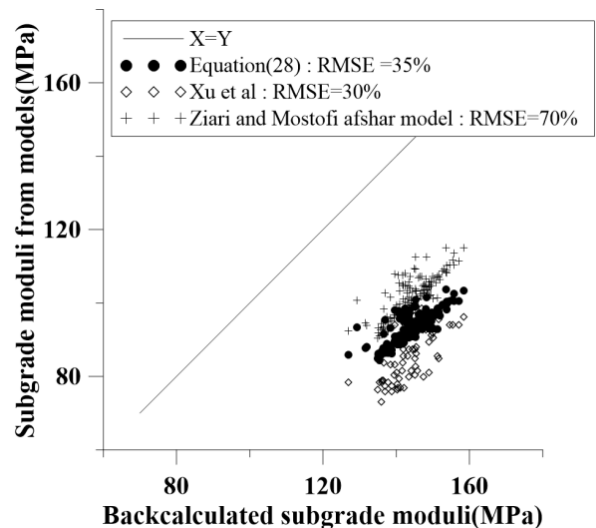 Subgrade moduli from models(MPa)
160
120
80
X=Y
Equation(28) : RMSE =35%
Xu et al : RMSE=30%
Ziari and Mostofi afshar model : RMSE=70%
80
120
160
Backcalculated subgrade moduli(MPa)